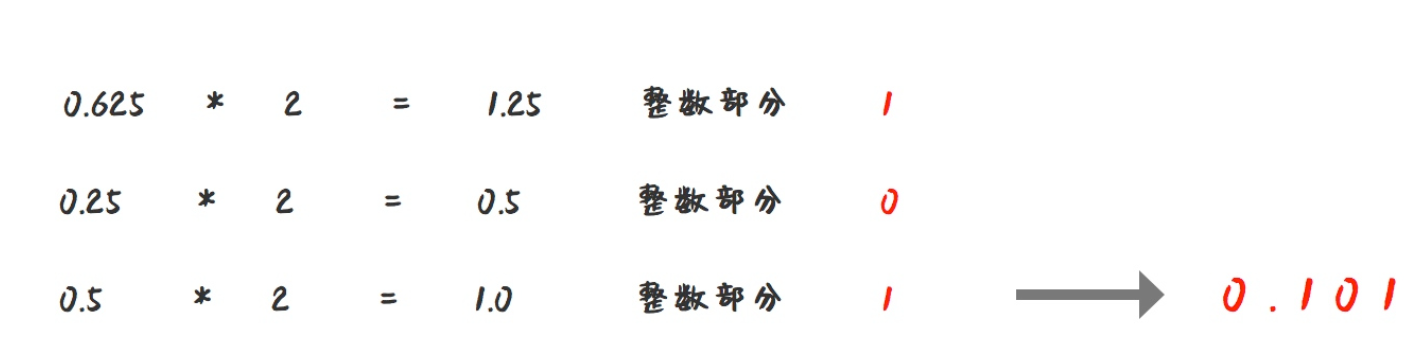 0.625 * 2 = 1.25 整数部分 1
0.25 * 2 = 0.5 整数部分 0
0.5 * 2 = 1.0 整数部分 1 0.101